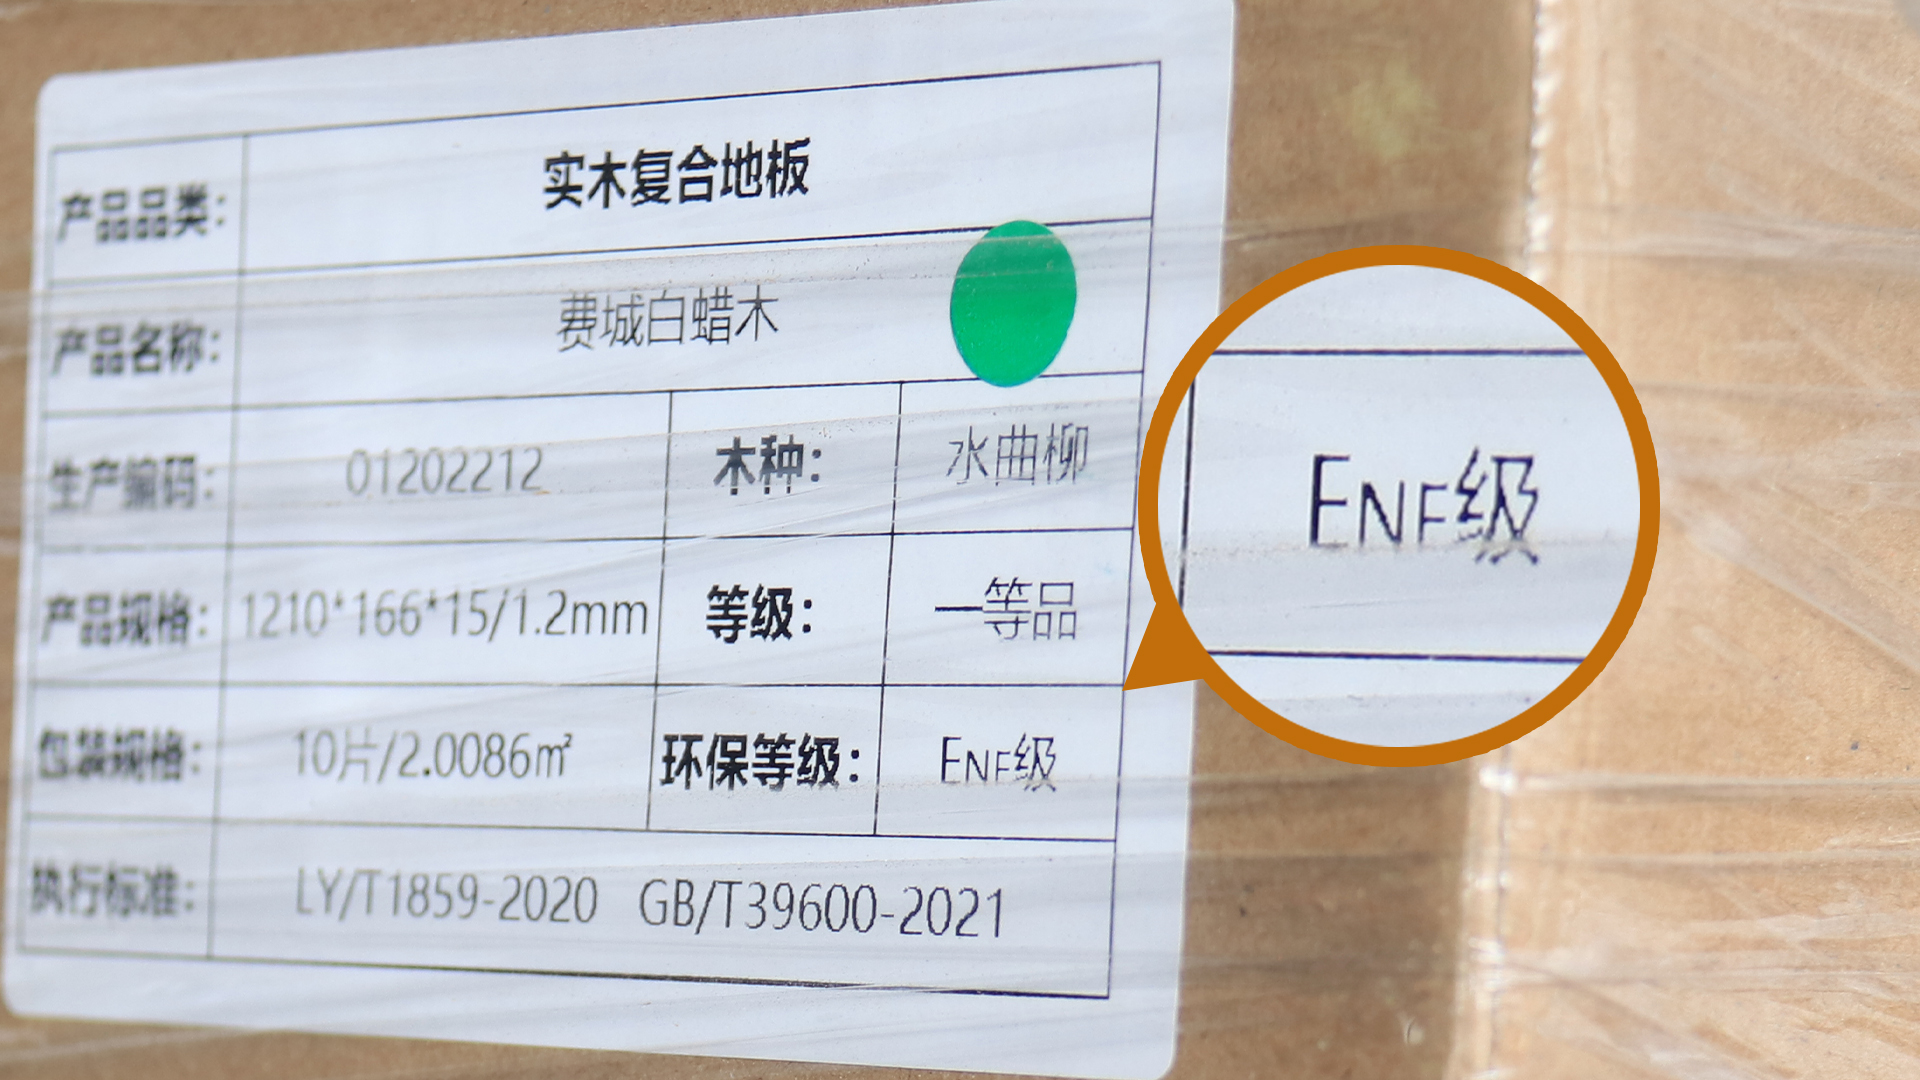 产品品类： 实木复合地板
产品名称： 费城白蜡木
生产编码： 01202212 木种： 水曲柳
产品规格： 1210*166*15/1.2mm 等级： 一等品
包装规格： 10片/2.0086㎡ 环保等级： ENF级
执行标准： LY/T1859-2020 GB/T39600-2021
ENF级